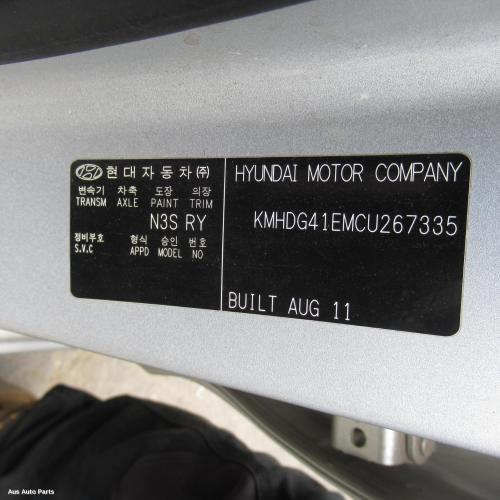 현대자동차㈜
변속기 차축 도장 의장
TRANSM AXLE PAINT TRIM
N3S RY
정비부호 형식 승인 번호
S.V.C APPD MODEL NO
HYUNDAI MOTOR COMPANY
KMHDG41EMCU267335
BUILT AUG 11
Aus Auto Parts